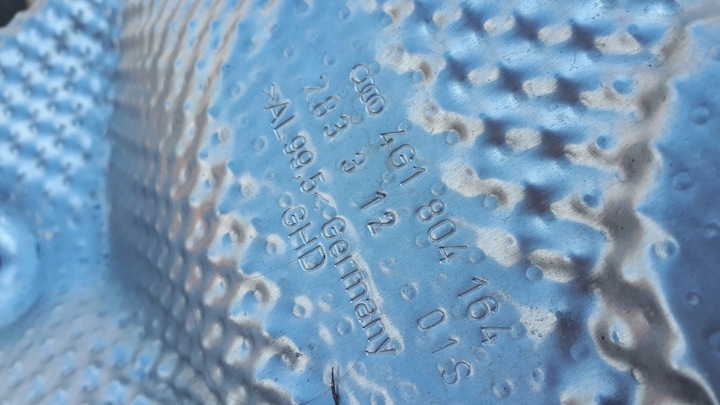 4G1 804 164
283 3 12 01S
>AL99,5< Germany
GHD